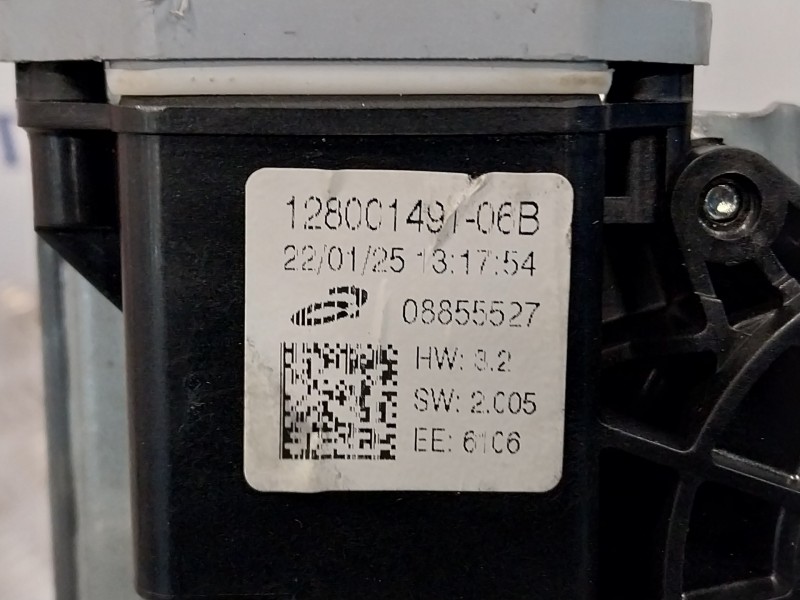 128001491-06B
22/01/25 13:17:54
08855527
HW: 3.2
SW: 2.005
EE: 6106